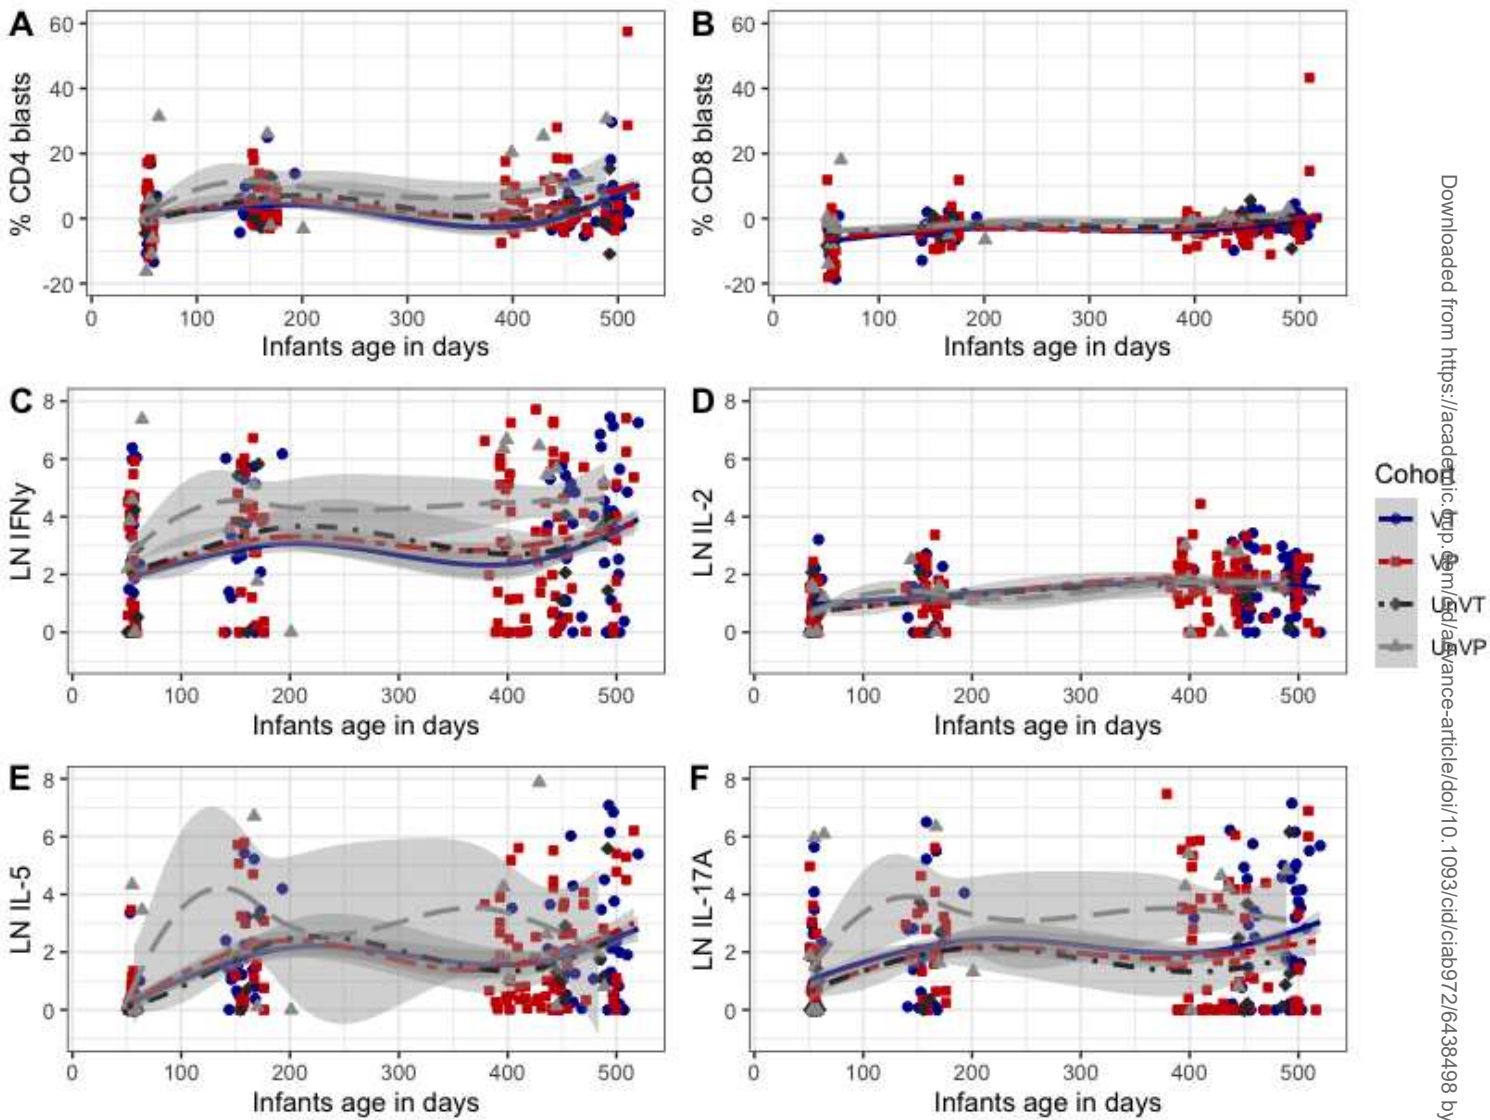 A
% CD4 blasts
60
40
20
0
-20
0 100 200 300 400 500
Infants age in days
B
% CD8 blasts
60
40
20
0
-20
0 100 200 300 400 500
Infants age in days
C
LN IFNy
8
6
4
2
0
0 100 200 300 400 500
Infants age in days
D
LN IL-2
8
6
4
2
0
0 100 200 300 400 500
Infants age in days
E
LN IL-5
8
6
4
2
0
0 100 200 300 400 500
Infants age in days
F
LN IL-17A
8
6
4
2
0
0 100 200 300 400 500
Infants age in days
Cohort
VT
VP
UnVT
UnVP
Downloaded from https://academic.oup.com/cid/advance-article/doi/10.1093/cid/ciab972/6438498 by